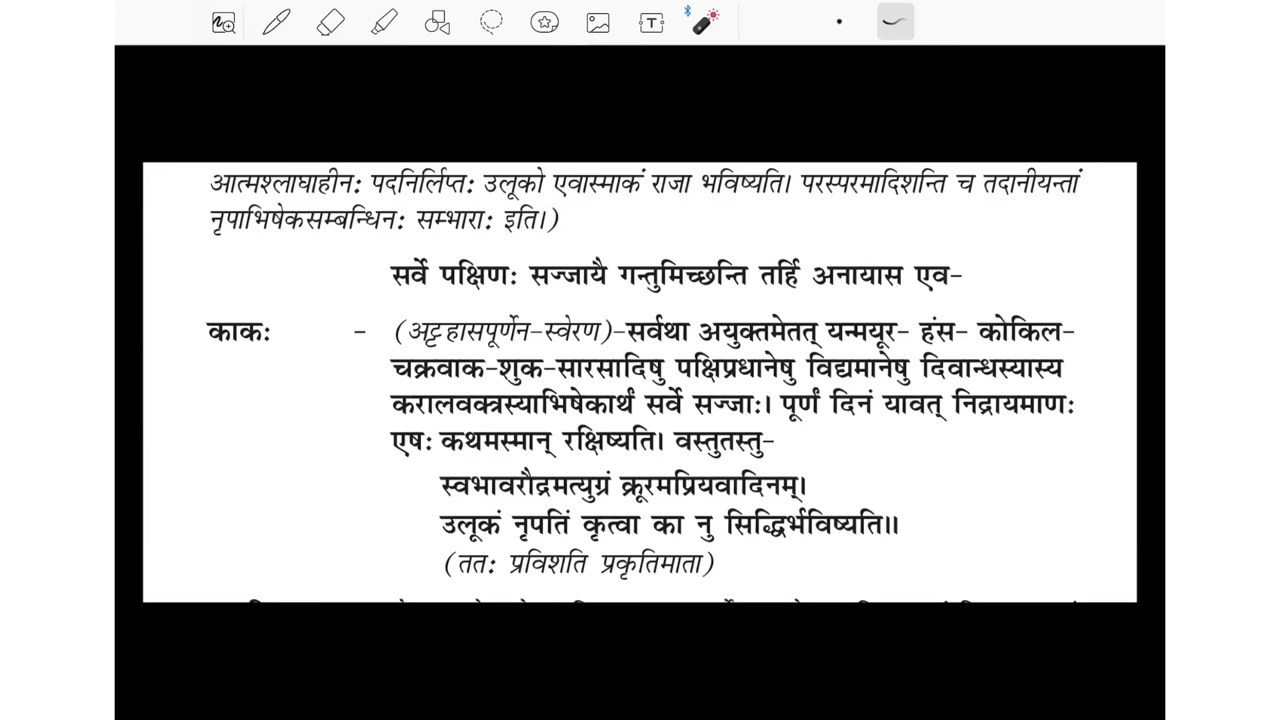 आत्मश्लाघाहीन: पदनिर्लिप्त: उलूको एवास्माकं राजा भविष्यति। परस्परमादिशन्ति च तदानीयन्तां
नृपाभिषेकसम्बन्धिन: सम्भारा: इति।)
सर्वे पक्षिणः सज्जायै गन्तुमिच्छन्ति तर्हि अनायास एव-
काकः - (अट्टहासपूर्णेन-स्वेरण)-सर्वथा अयुक्तमेतत् यन्मयूर- हंस- कोकिल-
चक्रवाक-शुक-सारसादिषु पक्षिप्रधानेषु विद्यमानेषु दिवान्धस्यास्य
करालवक्त्रस्याभिषेकार्थं सर्वे सज्जाः। पूर्णं दिनं यावत् निद्रायमाणः
एषः कथमस्मान् रक्षिष्यति। वस्तुतस्तु-
स्वभावरौद्रमत्युग्रं क्रूरमप्रियवादिनम्।
उलूकं नृपतिं कृत्वा का नु सिद्धिर्भविष्यति॥
(तत: प्रविशति प्रकृतिमाता)